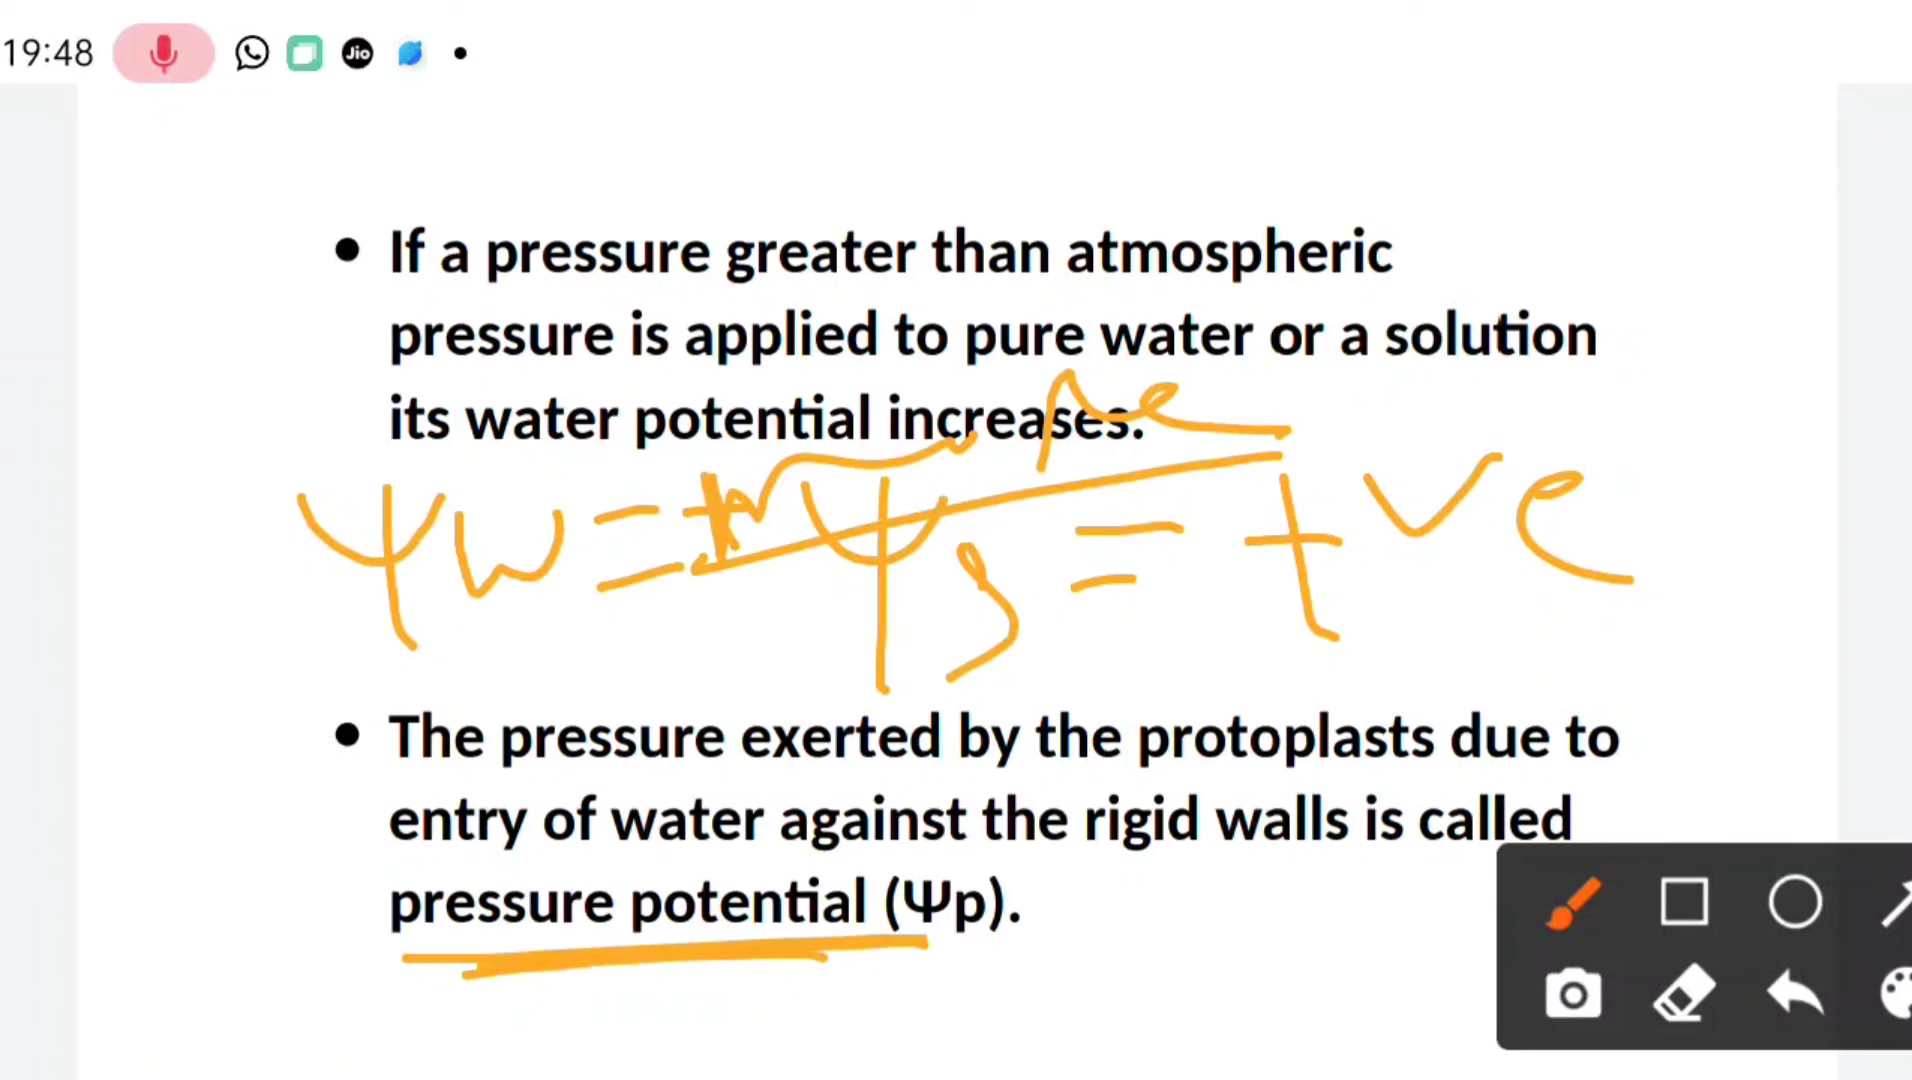 19:48 Jio
• If a pressure greater than atmospheric
pressure is applied to pure water or a solution
its water potential increases.
Ψw = Ψs = +ve
• The pressure exerted by the protoplasts due to
entry of water against the rigid walls is called
pressure potential (Ψp).